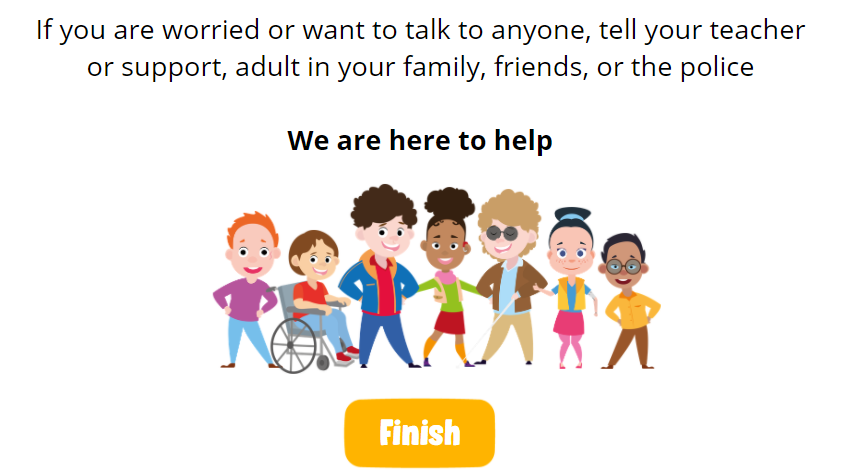 If you are worried or want to talk to anyone, tell your teacher
or support, adult in your family, friends, or the police
We are here to help
Finish